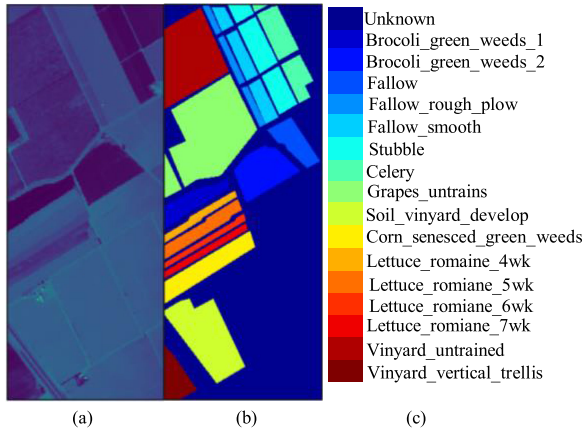 Unknown
Brocoli_green_weeds_1
Brocoli_green_weeds_2
Fallow
Fallow_rough_plow
Fallow_smooth
Stubble
Celery
Grapes_untrains
Soil_vinyard_develop
Corn_senesced_green_weeds
Lettuce_romaine_4wk
Lettuce_romiane_5wk
Lettuce_romiane_6wk
Lettuce_romiane_7wk
Vinyard_untrained
Vinyard_vertical_trellis
(a) (b) (c)